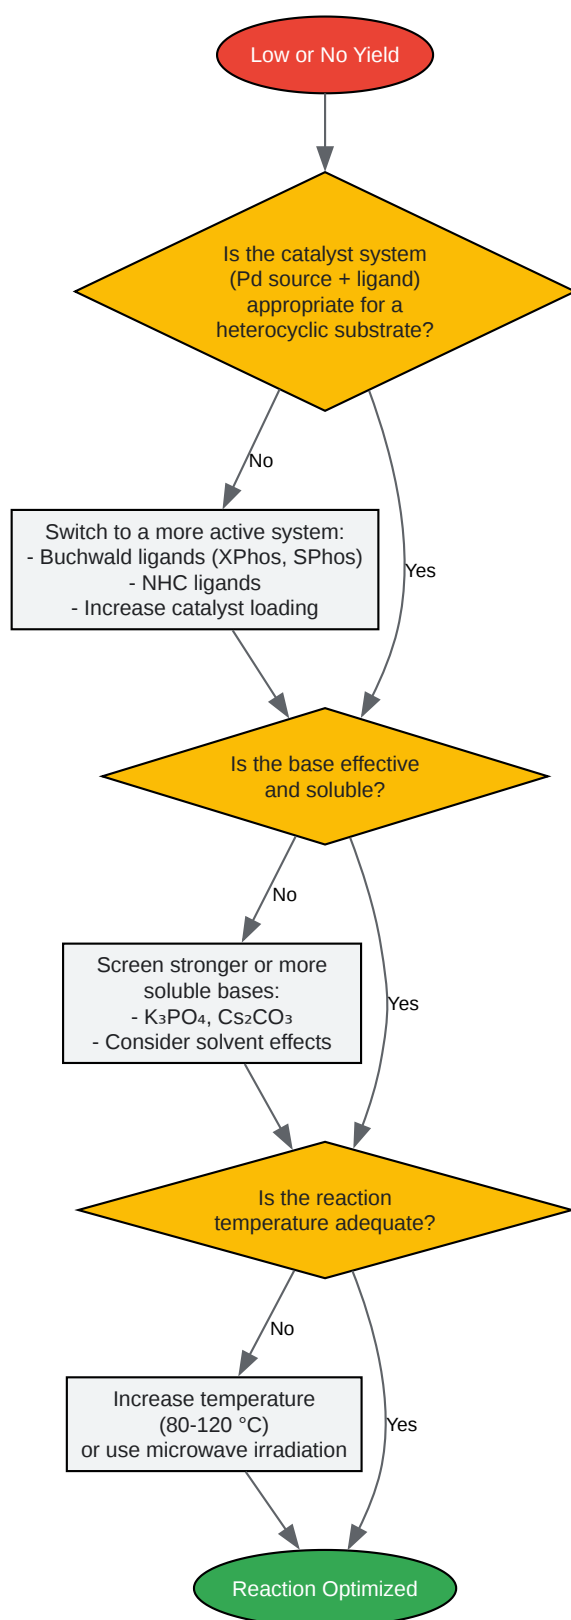 Low or No Yield
Is the catalyst system
(Pd source + ligand)
appropriate for a
heterocyclic substrate?
No
Switch to a more active system:
- Buchwald ligands (XPhos, SPhos)
- NHC ligands
- Increase catalyst loading
Yes
Is the base effective
and soluble?
No
Screen stronger or more
soluble bases:
- K₃PO₄, Cs₂CO₃
- Consider solvent effects
Yes
Is the reaction
temperature adequate?
No
Increase temperature
(80-120 °C)
or use microwave irradiation
Yes
Reaction Optimized